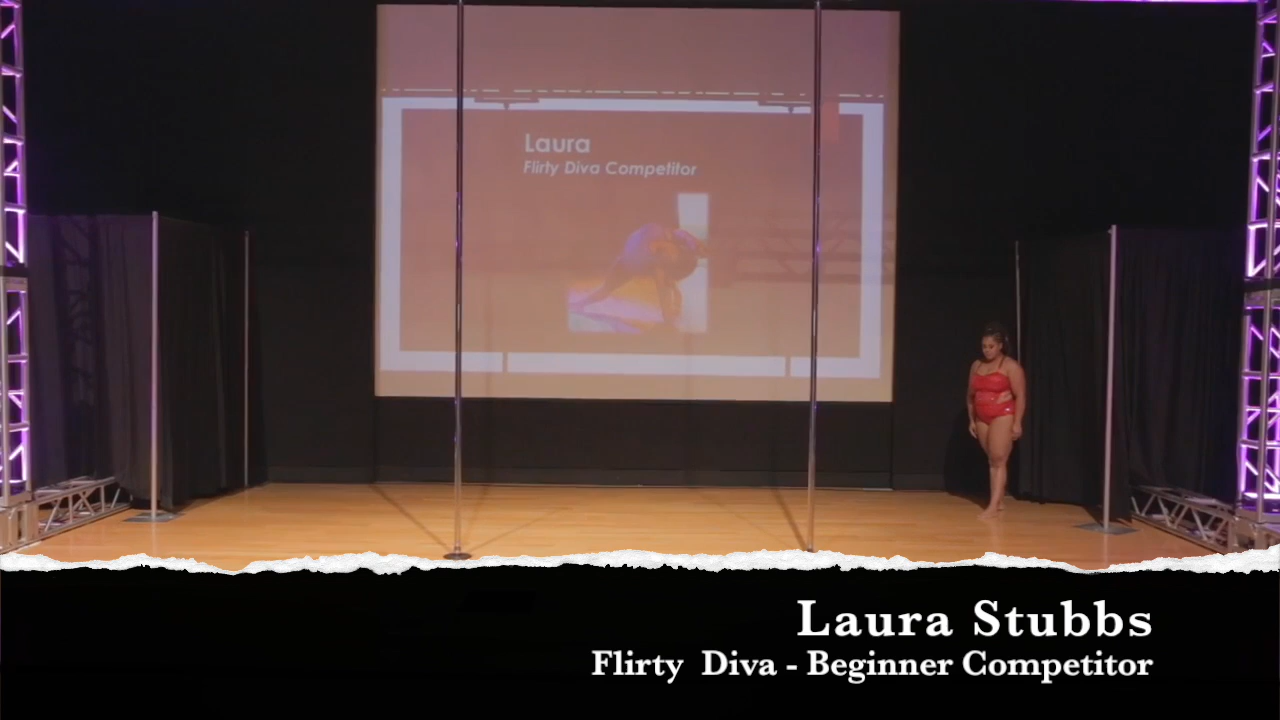 Laura
Flirty Diva Competitor
Laura Stubbs
Flirty Diva - Beginner Competitor